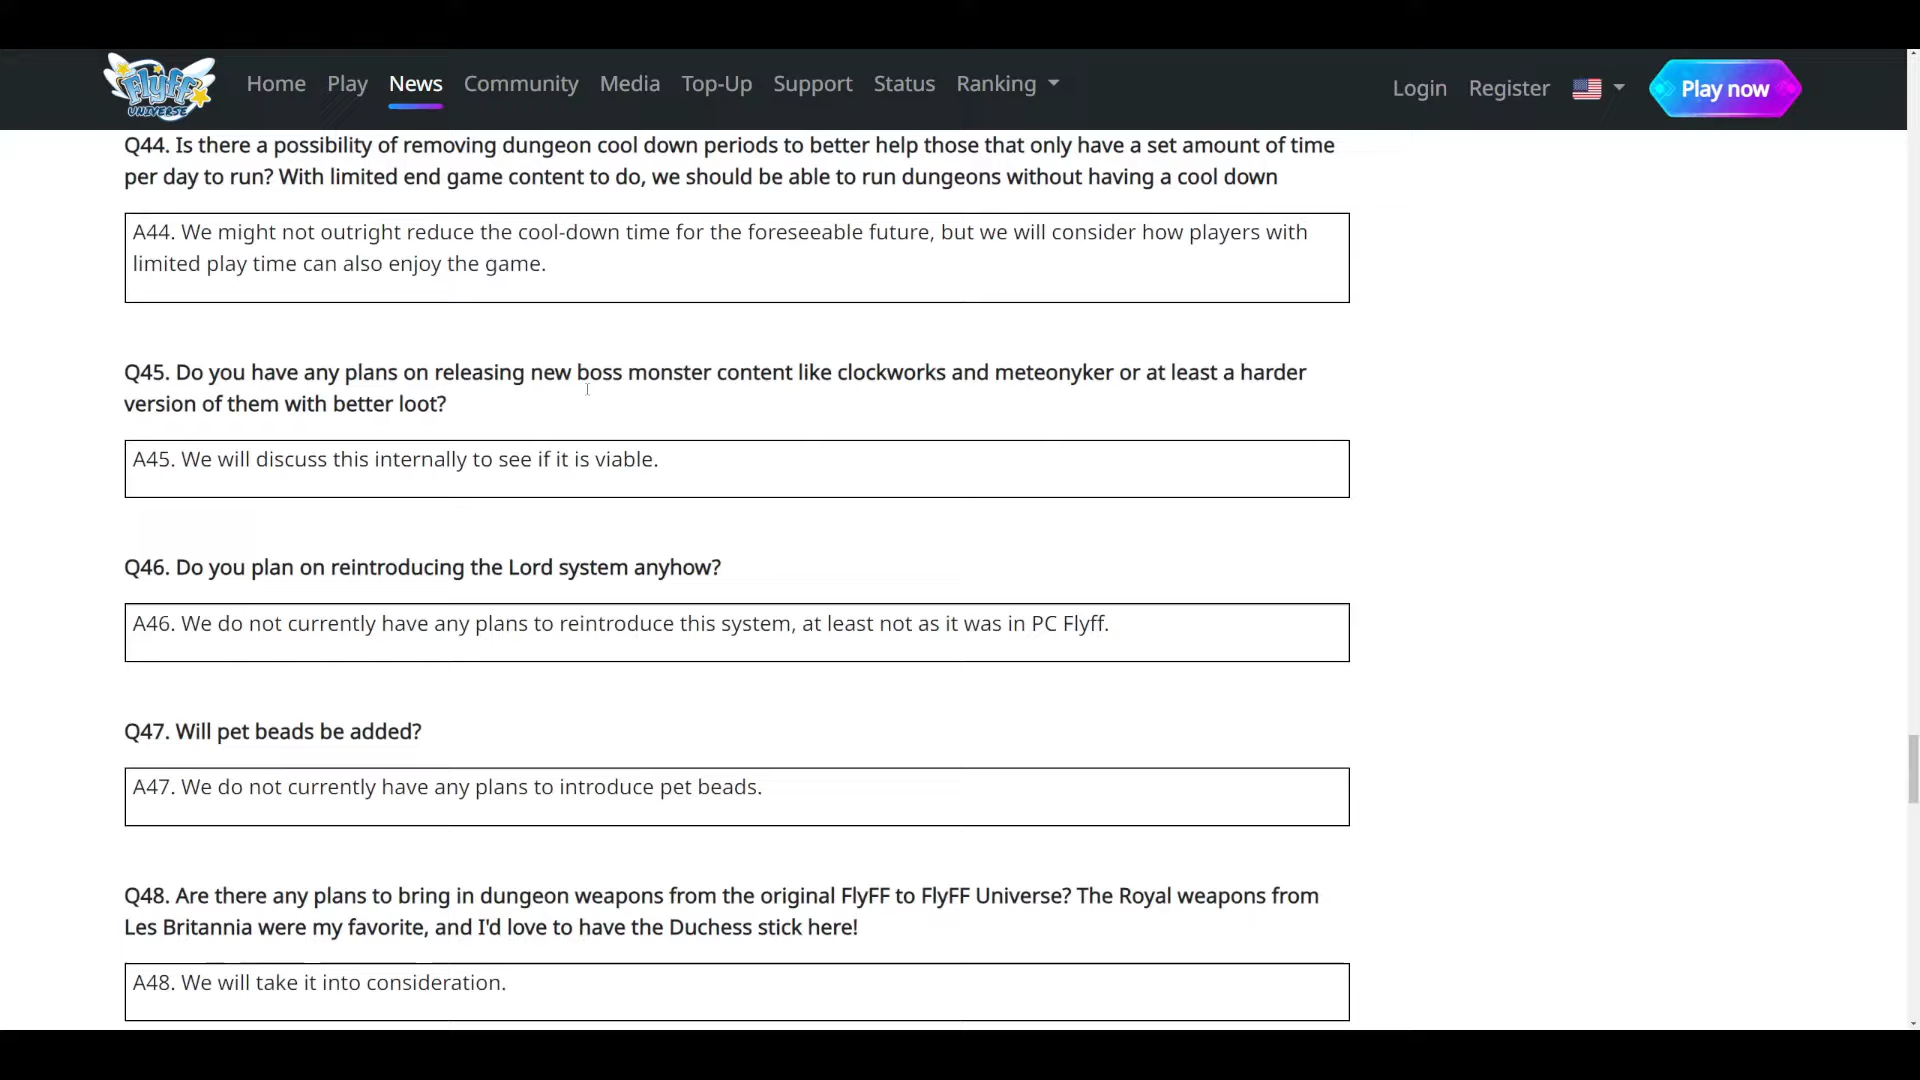 Flyff
UNIVERSE
Home Play News Community Media Top-Up Support Status Ranking
Login Register
Play now
Q44. Is there a possibility of removing dungeon cool down periods to better help those that only have a set amount of time
per day to run? With limited end game content to do, we should be able to run dungeons without having a cool down
A44. We might not outright reduce the cool-down time for the foreseeable future, but we will consider how players with
limited play time can also enjoy the game.
Q45. Do you have any plans on releasing new boss monster content like clockworks and meteonyker or at least a harder
version of them with better loot?
A45. We will discuss this internally to see if it is viable.
Q46. Do you plan on reintroducing the Lord system anyhow?
A46. We do not currently have any plans to reintroduce this system, at least not as it was in PC Flyff.
Q47. Will pet beads be added?
A47. We do not currently have any plans to introduce pet beads.
Q48. Are there any plans to bring in dungeon weapons from the original FlyFF to FlyFF Universe? The Royal weapons from
Les Britannia were my favorite, and I'd love to have the Duchess stick here!
A48. We will take it into consideration.